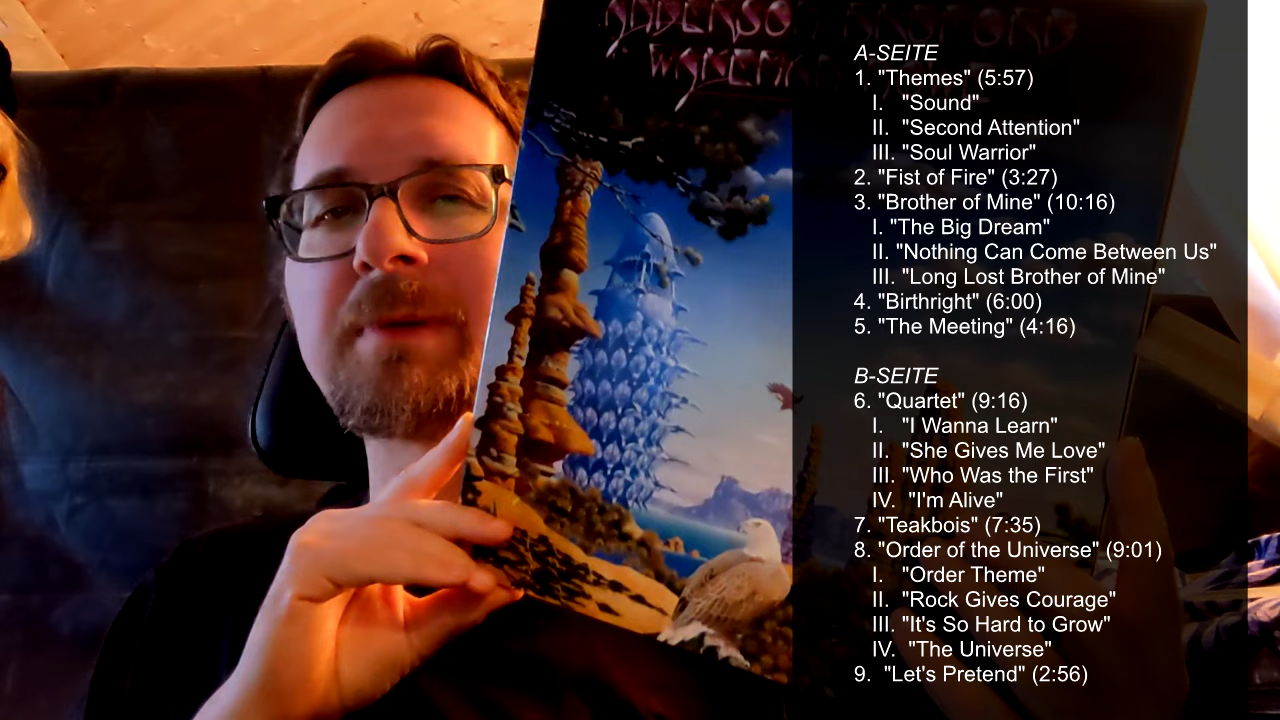 ANDERSON BRUFORD
WAKEMAN
A-SEITE
1. "Themes" (5:57)
I. "Sound"
II. "Second Attention"
III. "Soul Warrior"
2. "Fist of Fire" (3:27)
3. "Brother of Mine" (10:16)
I. "The Big Dream"
II. "Nothing Can Come Between Us"
III. "Long Lost Brother of Mine"
4. "Birthright" (6:00)
5. "The Meeting" (4:16)
B-SEITE
6. "Quartet" (9:16)
I. "I Wanna Learn"
II. "She Gives Me Love"
III. "Who Was the First"
IV. "I'm Alive"
7. "Teakbois" (7:35)
8. "Order of the Universe" (9:01)
I. "Order Theme"
II. "Rock Gives Courage"
III. "It's So Hard to Grow"
IV. "The Universe"
9. "Let's Pretend" (2:56)